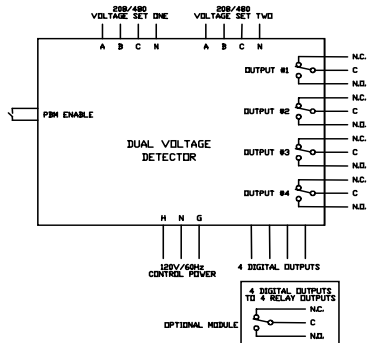 208/480
VOLTAGE SET ONE
208/480
VOLTAGE SET TWO
A B C N
A B C N
N.C.
OUTPUT #1
C
N.O.
N.C.
PBM ENABLE
OUTPUT #2
C
N.O.
N.C.
DUAL VOLTAGE
DETECTOR
OUTPUT #3
C
N.O.
N.C.
OUTPUT #4
C
N.O.
H N G
120V/60Hz
CONTROL POWER
4 DIGITAL OUTPUTS
4 DIGITAL OUTPUTS
TO 4 RELAY OUTPUTS
N.C.
OPTIONAL MODULE
C
N.O.